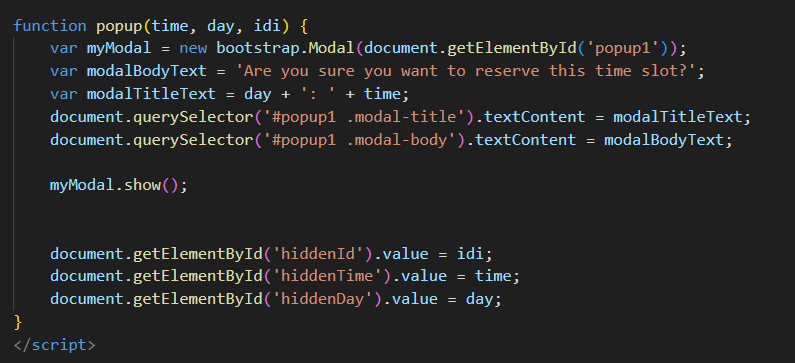 function popup(time, day, idi) {
    var myModal = new bootstrap.Modal(document.getElementById('popup1'));
    var modalBodyText = 'Are you sure you want to reserve this time slot?';
    var modalTitleText = day + ': ' + time;
    document.querySelector('#popup1 .modal-title').textContent = modalTitleText;
    document.querySelector('#popup1 .modal-body').textContent = modalBodyText;
    myModal.show();
    document.getElementById('hiddenId').value = idi;
    document.getElementById('hiddenTime').value = time;
    document.getElementById('hiddenDay').value = day;
}
</script>